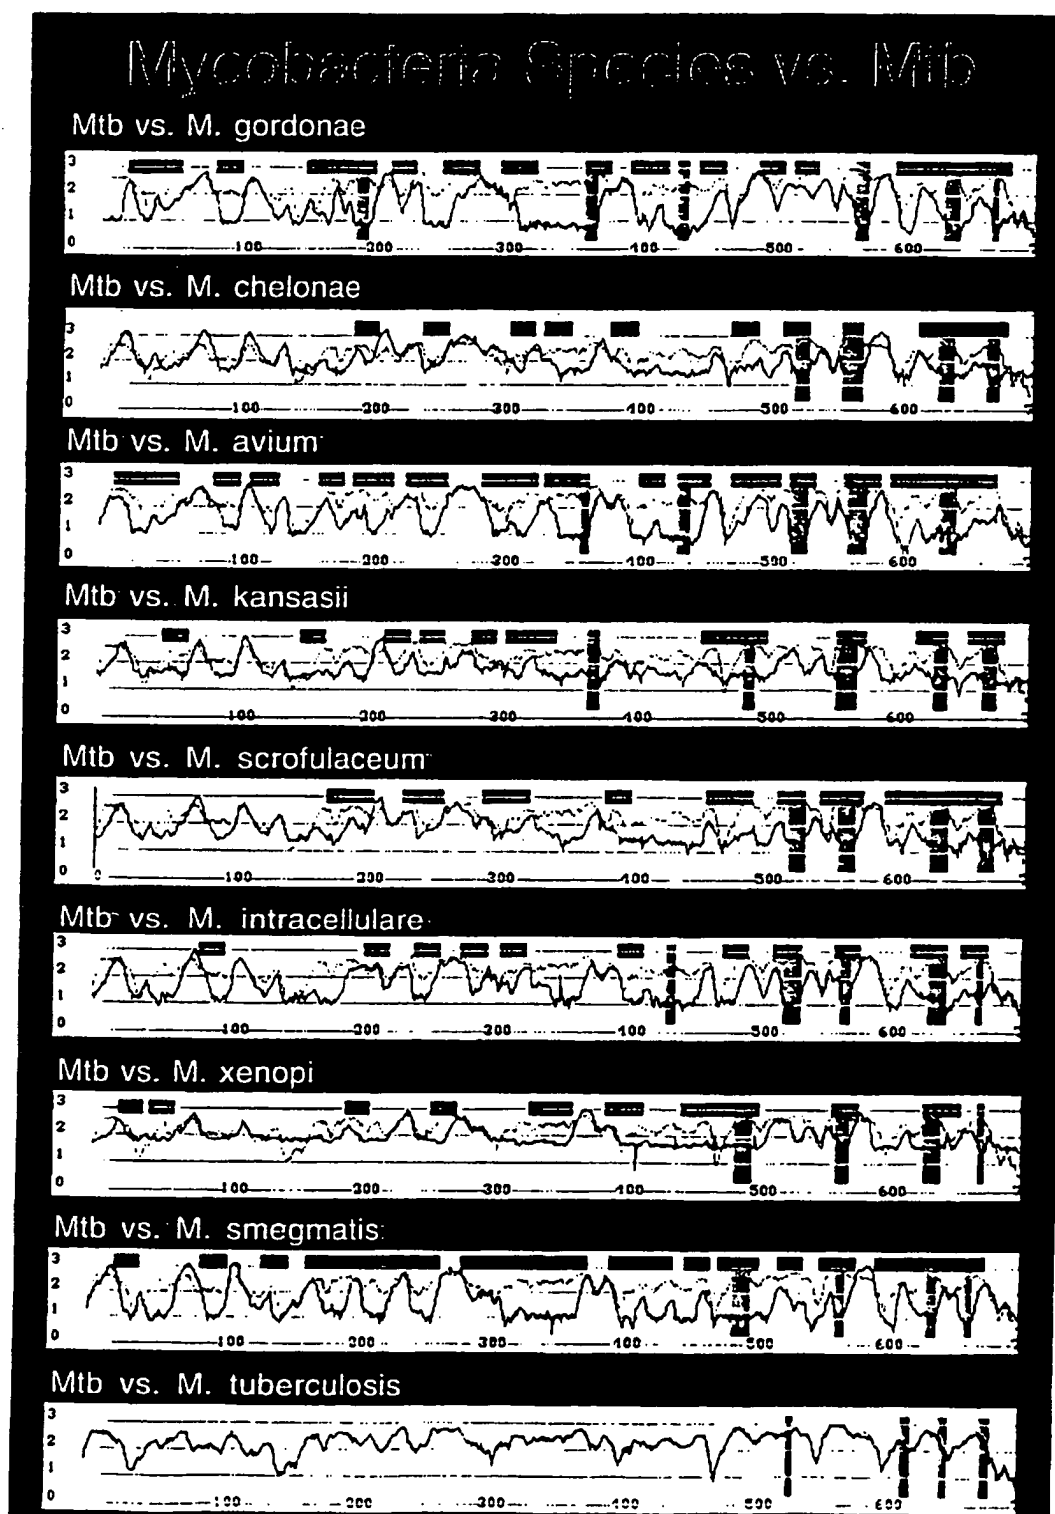 Mycobacteria Species vs. Mtb
Mtb vs. M. gordonae
3
2
1
0
100 200 300 400 500 600
Mtb vs. M. chelonae
3
2
1
0
100 200 300 400 500 600
Mtb vs. M. avium
3
2
1
0
100 200 200 400 500 600
Mtb vs. M. kansasii
3
2
1
0
100 200 300 400 500 600
Mtb vs. M. scrofulaceum
3
2
1
0
0 100 200 300 400 500 600
Mtb vs. M. intracellulare
3
2
1
0
100 200 300 400 500 600
Mtb vs. M. xenopi
3
2
1
0
100 200 300 400 500 600
Mtb vs. M. smegmatis
3
2
1
0
100 200 300 400 500 600
Mtb vs. M. tuberculosis
3
2
1
0
100 200 300 400 500 600